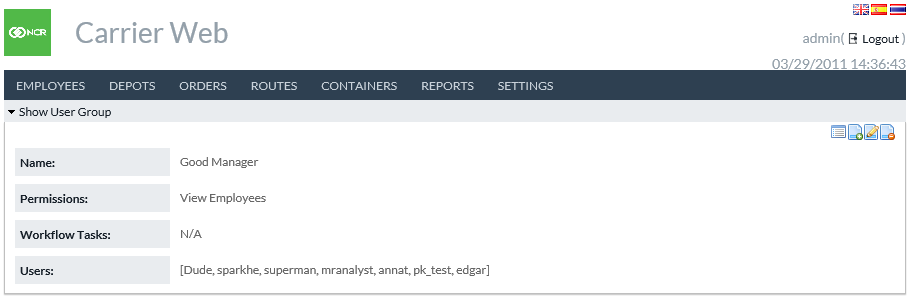 NCR
Carrier Web
admin( Logout )
03/29/2011 14:36:43
EMPLOYEES DEPOTS ORDERS ROUTES CONTAINERS REPORTS SETTINGS
Show User Group
Name: Good Manager
Permissions: View Employees
Workflow Tasks: N/A
Users: [Dude, sparkhe, superman, mranalyst, annat, pk_test, edgar]